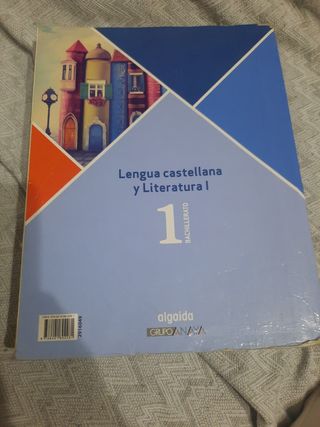 Lengua castellana
y Literatura I
1
BACHILLERATO
algaida
GRUPO ANAYA